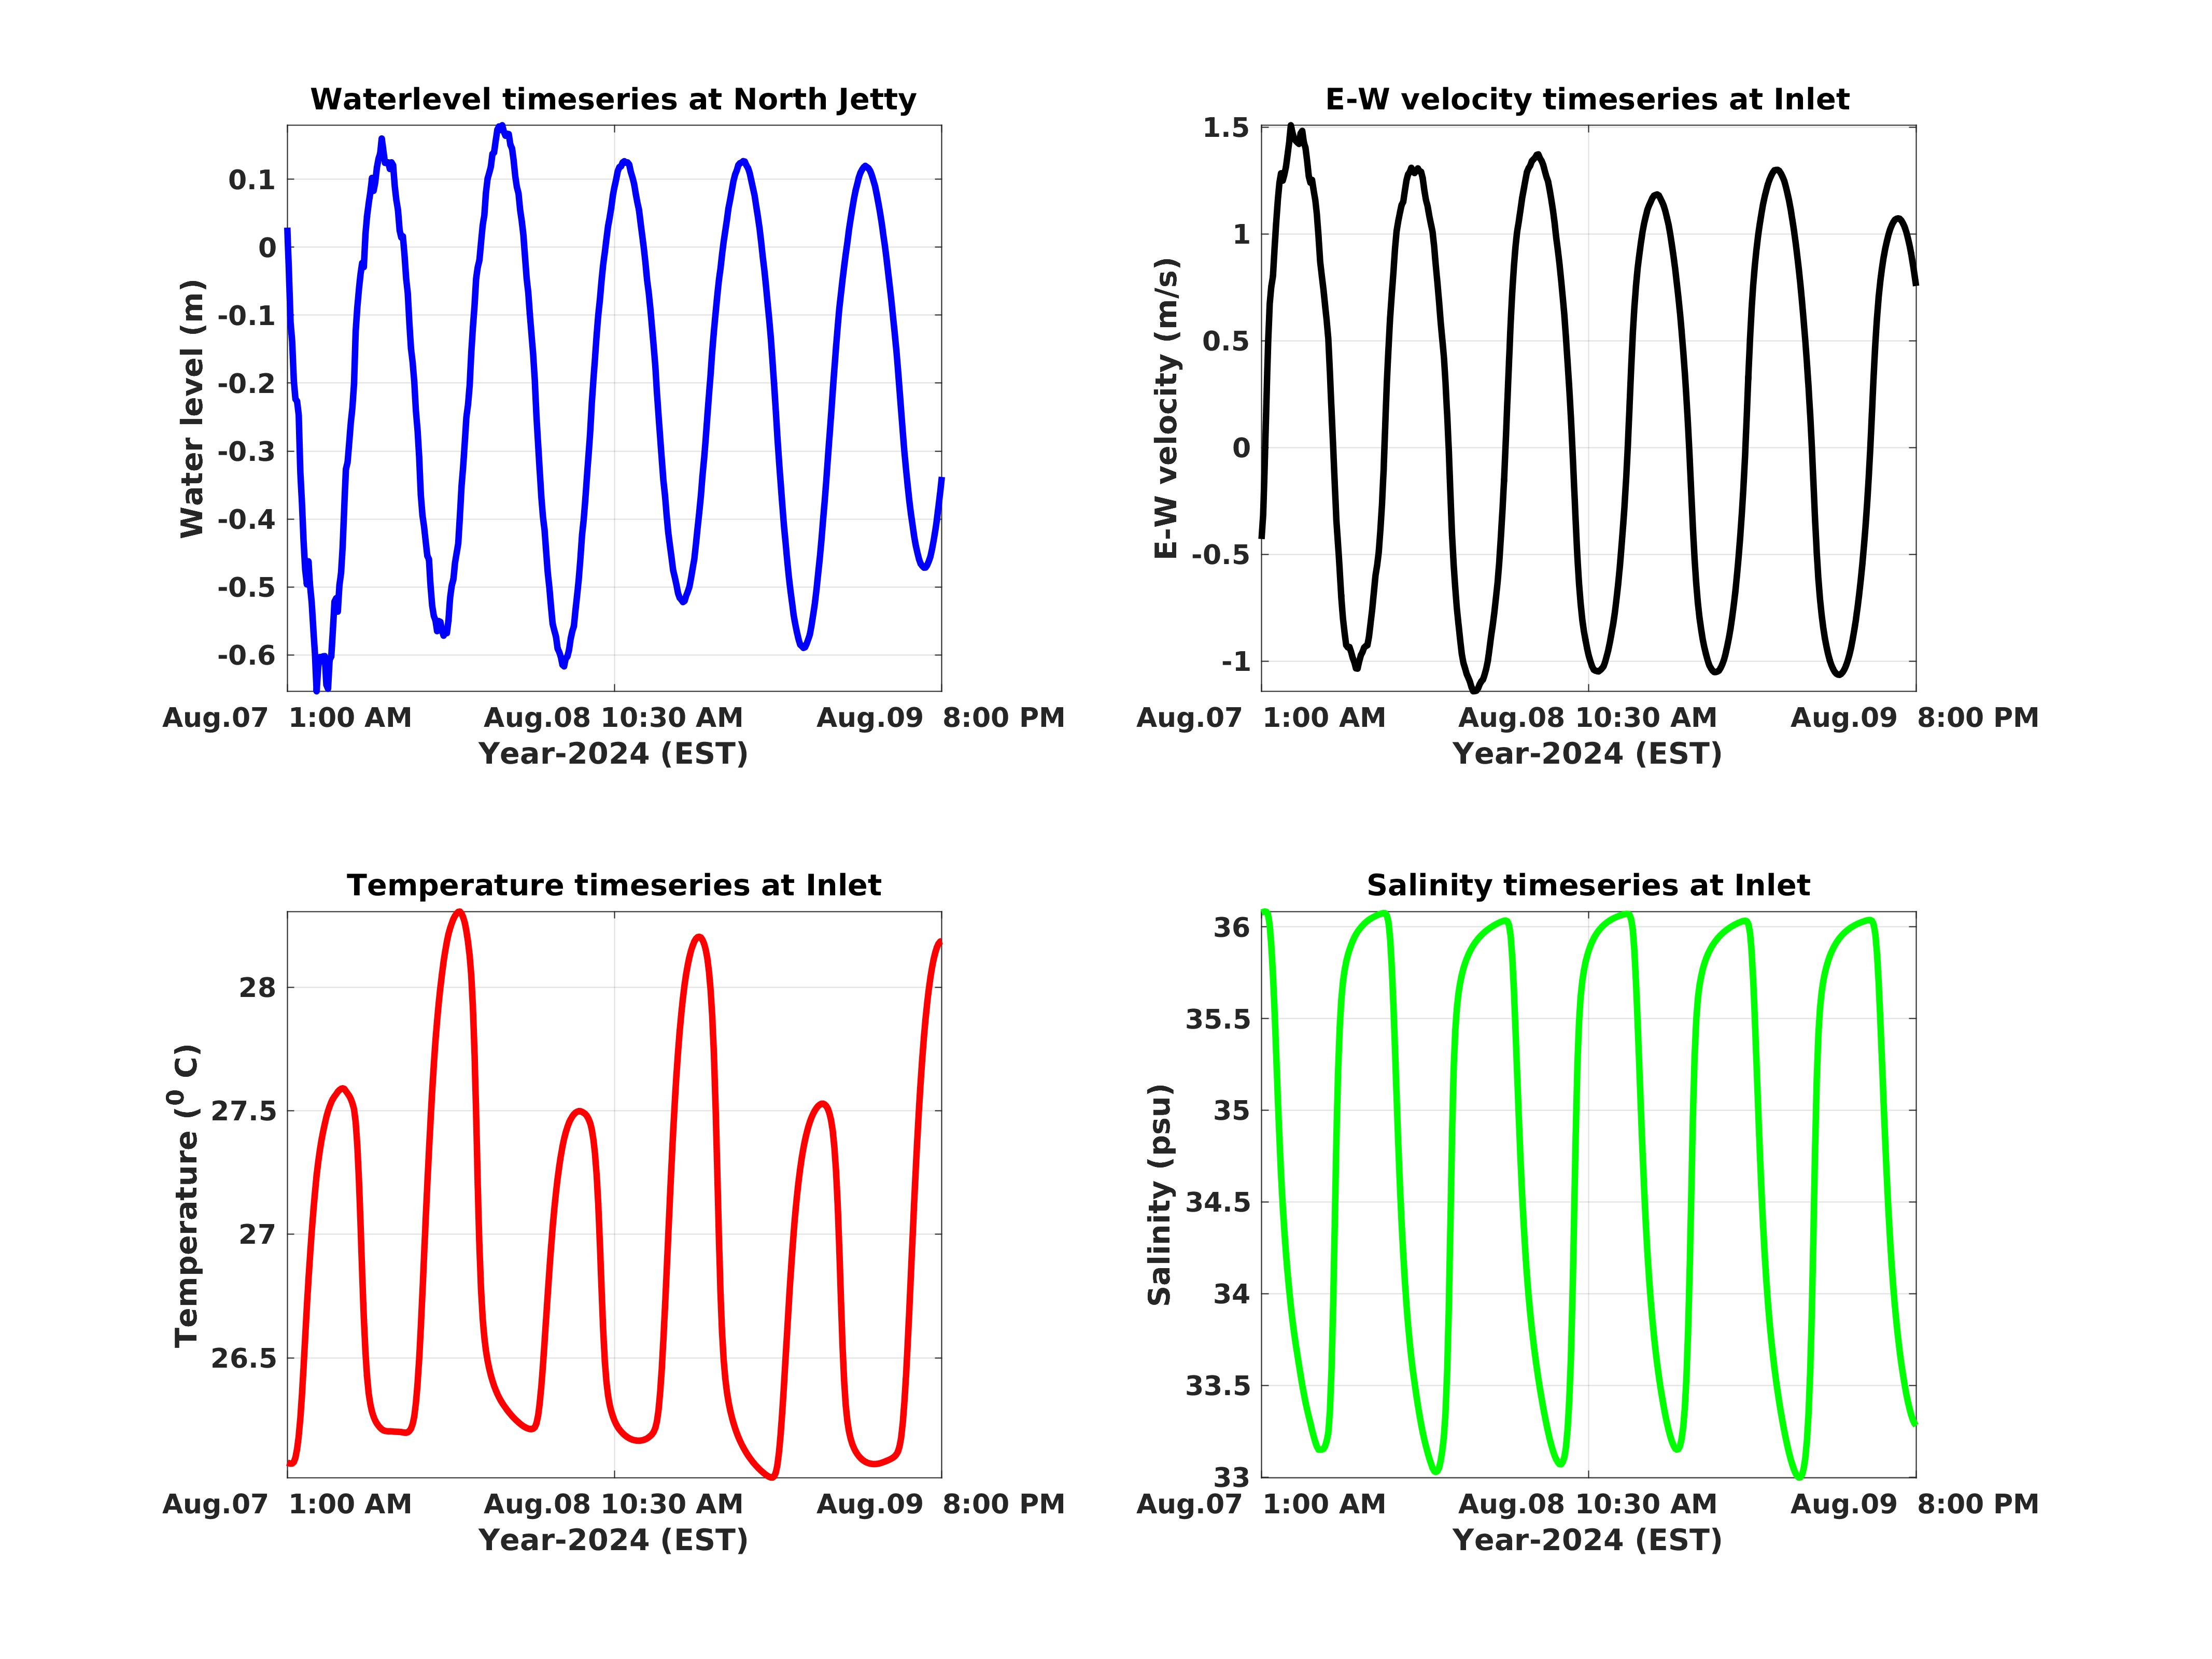 Waterlevel timeseries at North Jetty
0.1
0
-0.1
-0.2
-0.3
-0.4
-0.5
-0.6
Water level (m)
Aug.07 1:00 AM
Aug.08 10:30 AM
Aug.09 8:00 PM
Year-2024 (EST)
E-W velocity timeseries at Inlet
1.5
1
0.5
0
-0.5
-1
E-W velocity (m/s)
Aug.07 1:00 AM
Aug.08 10:30 AM
Aug.09 8:00 PM
Year-2024 (EST)
Temperature timeseries at Inlet
28
27.5
27
26.5
Temperature (⁰ C)
Aug.07 1:00 AM
Aug.08 10:30 AM
Aug.09 8:00 PM
Year-2024 (EST)
Salinity timeseries at Inlet
36
35.5
35
34.5
34
33.5
33
Salinity (psu)
Aug.07 1:00 AM
Aug.08 10:30 AM
Aug.09 8:00 PM
Year-2024 (EST)